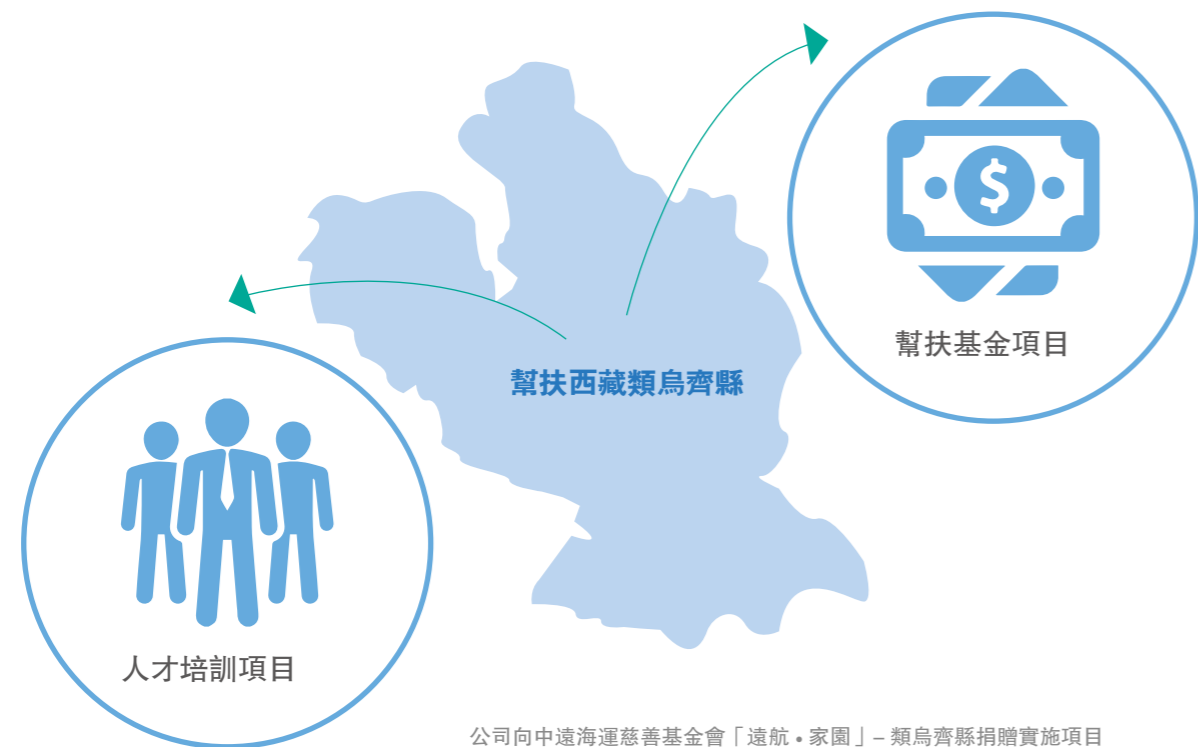 幫扶基金項目
幫扶西藏類烏齊縣
人才培訓項目
公司向中遠海運慈善基金會「遠航•家園」– 類烏齊縣捐贈實施項目